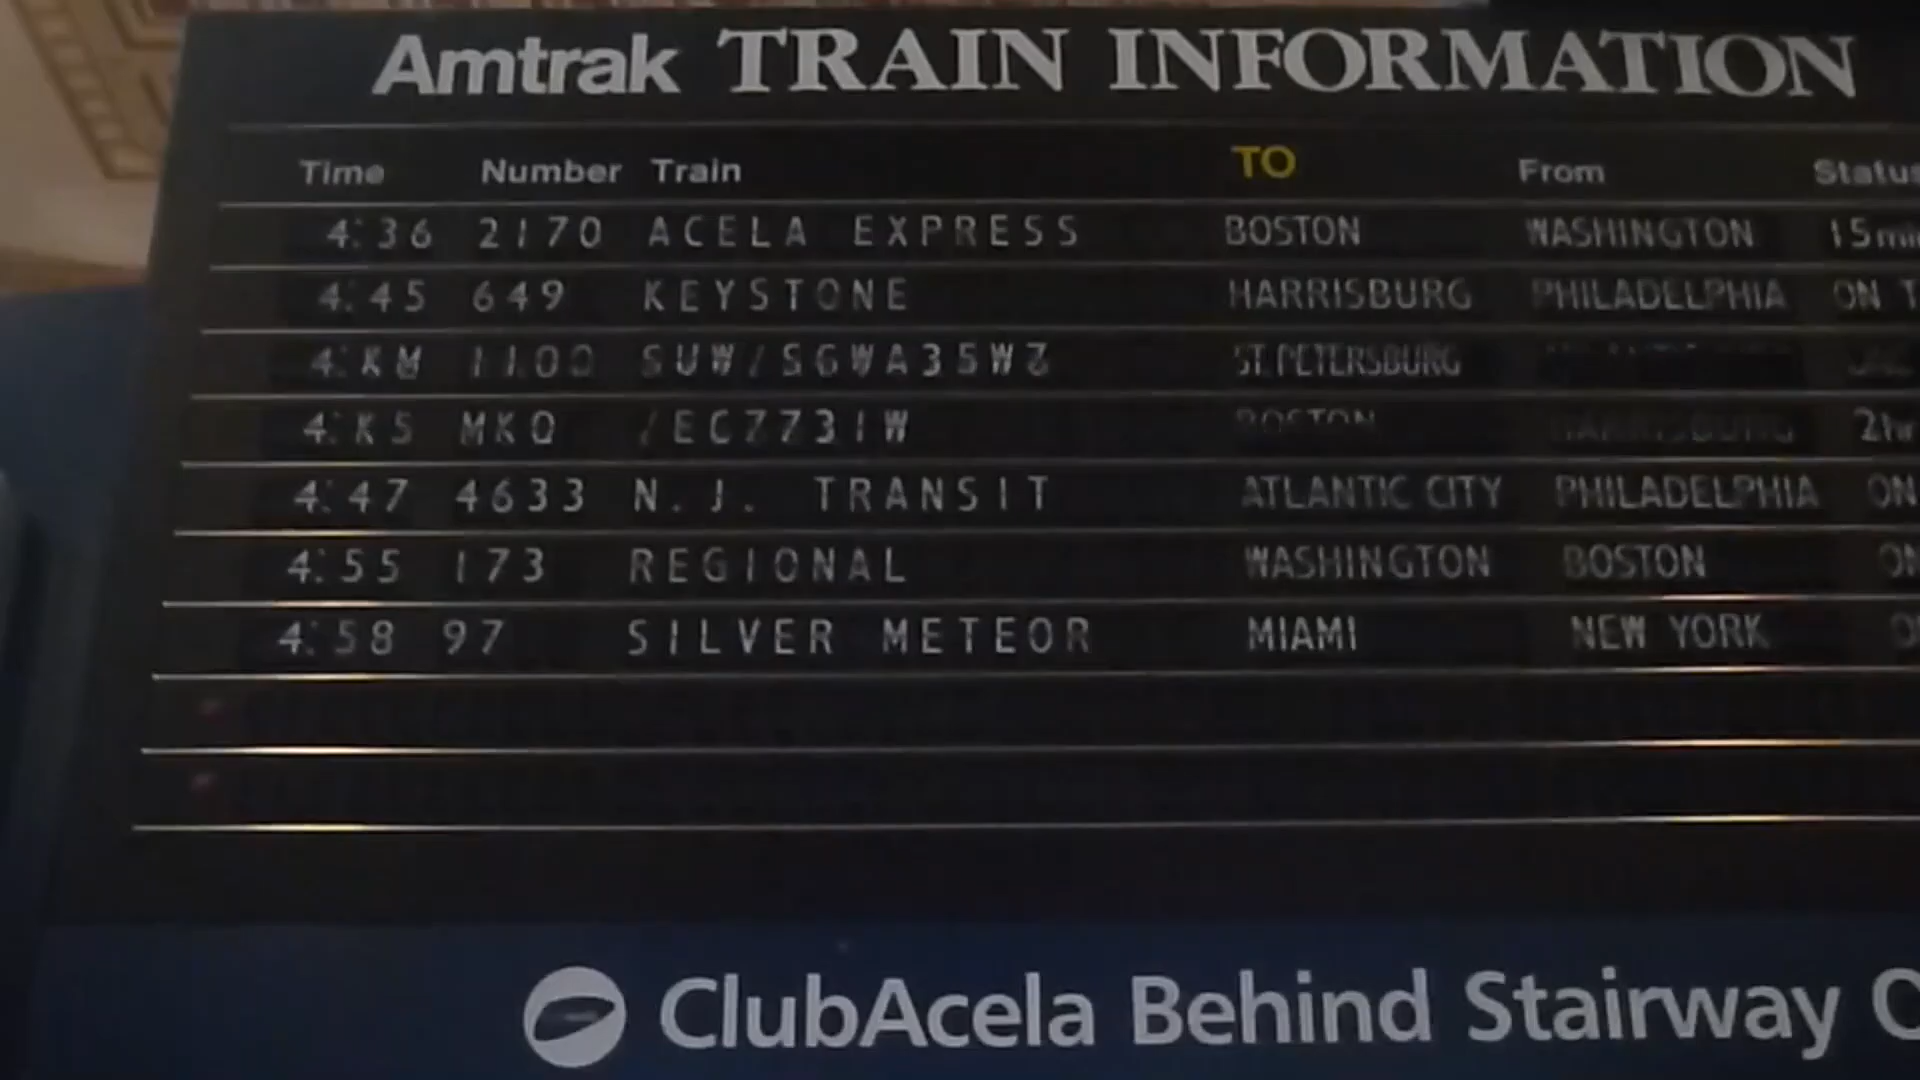 Amtrak TRAIN INFORMATION
Time Number Train TO From Status
4:36 2170 ACELA EXPRESS BOSTON WASHINGTON 15mi
4:45 649 KEYSTONE HARRISBURG PHILADELPHIA ON T
4:KM 1100 ST.PETERSBURG
4:K5 MKQ /EC7731W BOSTON HARRISBURG 2hr
4:47 4633 N.J. TRANSIT ATLANTIC CITY PHILADELPHIA ON
4:55 173 REGIONAL WASHINGTON BOSTON ON
4:58 97 SILVER METEOR MIAMI NEW YORK O
ClubAcela Behind Stairway